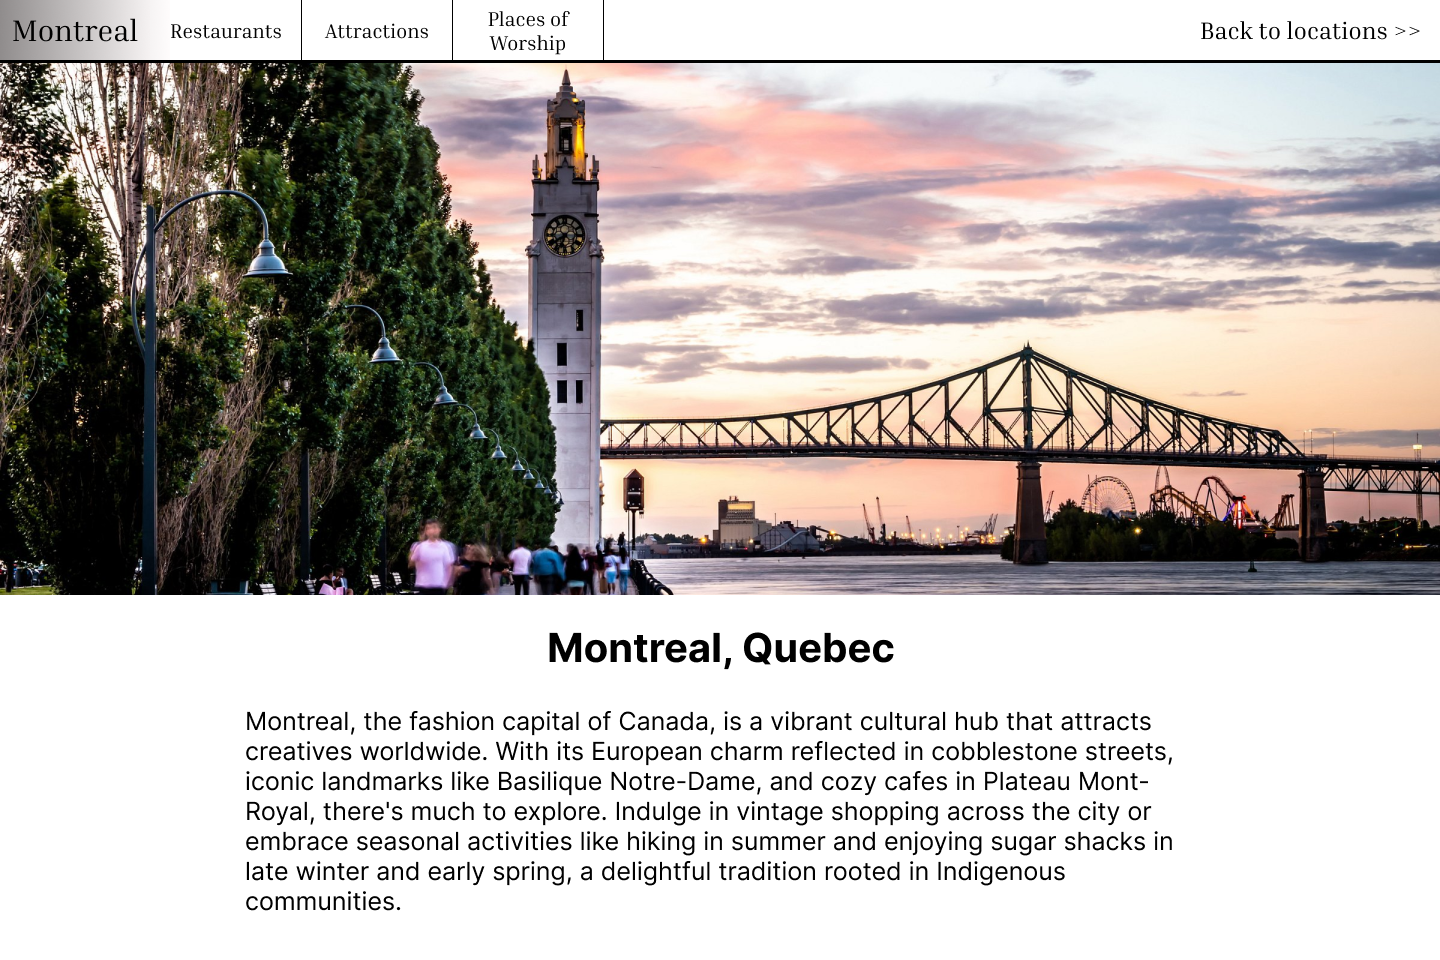 Montreal
Restaurants
Attractions
Places of
Worship
Back to locations >>
Montreal, Quebec
Montreal, the fashion capital of Canada, is a vibrant cultural hub that attracts
creatives worldwide. With its European charm reflected in cobblestone streets,
iconic landmarks like Basilique Notre-Dame, and cozy cafes in Plateau Mont-
Royal, there's much to explore. Indulge in vintage shopping across the city or
embrace seasonal activities like hiking in summer and enjoying sugar shacks in
late winter and early spring, a delightful tradition rooted in Indigenous
communities.